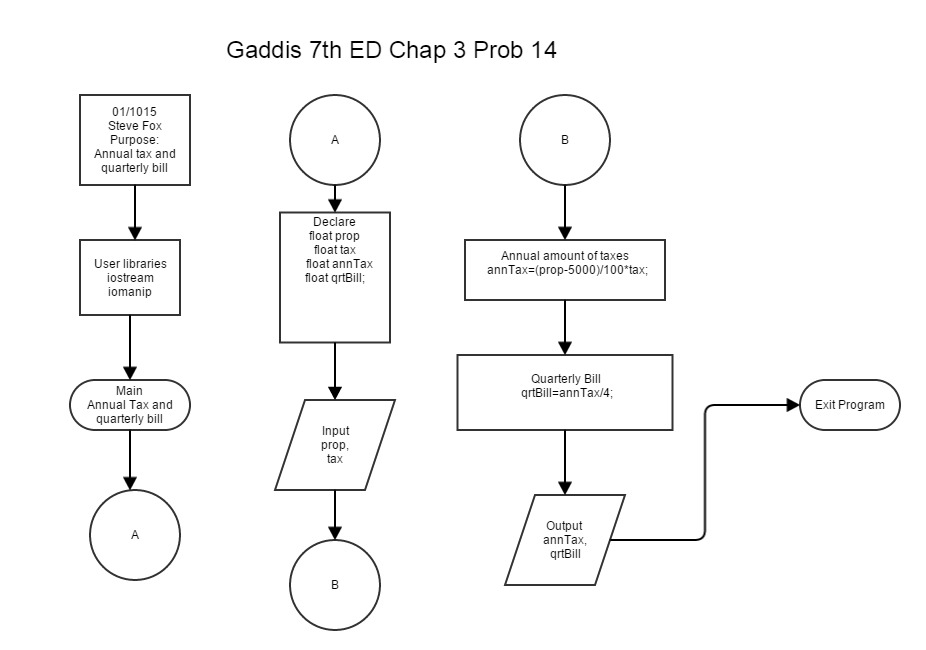 Gaddis 7th ED Chap 3 Prob 14
01/1015
Steve Fox
Purpose:
Annual tax and
quarterly bill
User libraries
iostream
iomanip
Main
Annual Tax and
quarterly bill
A
A
Declare
float prop
float tax
float annTax
float qrtBill;
Input
prop,
tax
B
B
Annual amount of taxes
annTax=(prop-5000)/100*tax;
Quarterly Bill
qrtBill=annTax/4;
Output
annTax,
qrtBill
Exit Program